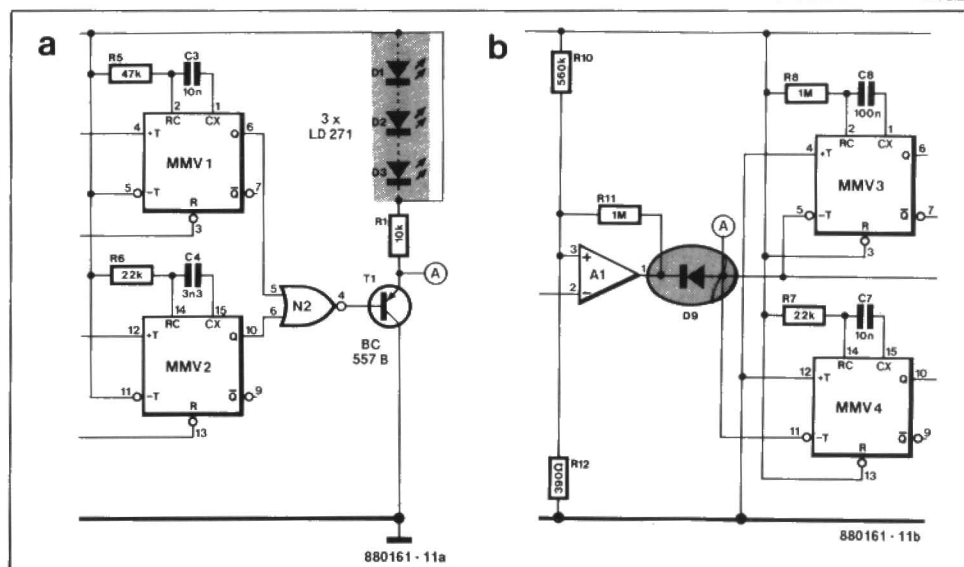 a
R5
47k
C3
10n
2
1
RC
CX
4
+T
Q
6
MMV1
5
-T
Q̅
7
R
3
R6
22k
C4
3n3
14
15
RC
CX
12
+T
Q
10
MMV2
11
-T
Q̅
9
R
13
5
6
N2
4
T1
BC
557 B
3 x
LD 271
D1
D2
D3
R1
10k
A
880161 - 11a
b
R10
560k
R11
1M
3
+
A1
1
2
-
D9
A
R12
390Ω
R8
1M
C8
100n
2
1
RC
CX
4
+T
Q
6
MMV3
5
-T
Q̅
7
R
3
R7
22k
C7
10n
14
15
RC
CX
12
+T
Q
10
MMV4
11
-T
Q̅
9
R
13
880161 - 11b